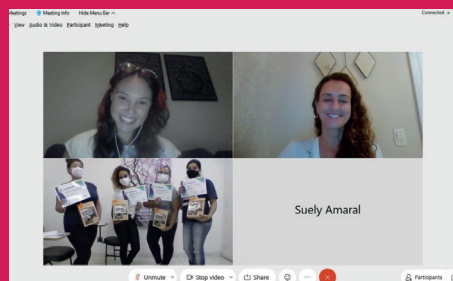 Meetings Meeting Info Hide Menu Bar Connected
View Audio & Video Participant Meeting Help
Suely Amaral
Unmute Stop video Share Participants